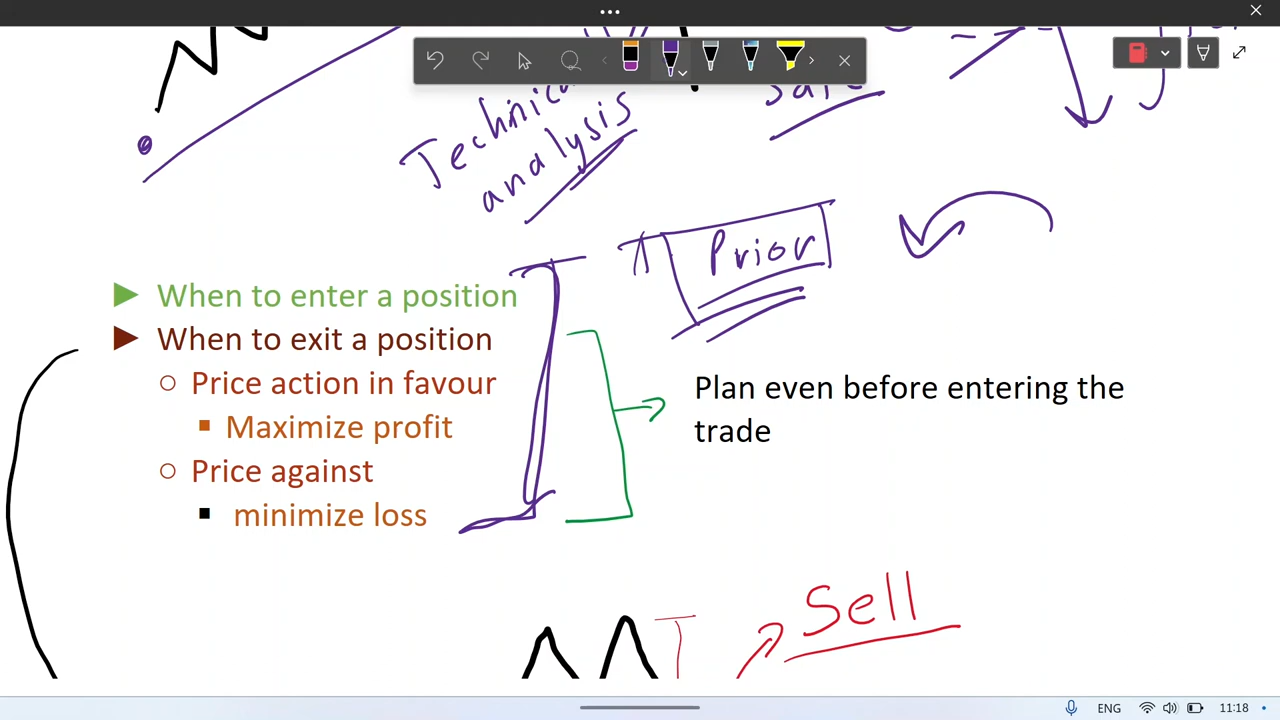 Technical
analysis
Prior
When to enter a position
When to exit a position
Price action in favour
Maximize profit
Price against
minimize loss
Plan even before entering the
trade
Sell
ENG
11:18